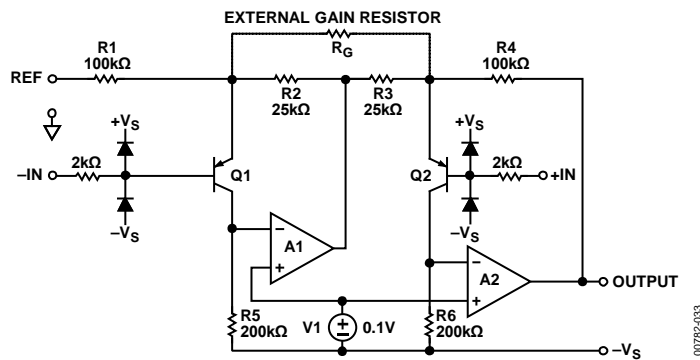 EXTERNAL GAIN RESISTOR
RG
R1
100kΩ
R4
100kΩ
REF
R2
25kΩ
R3
25kΩ
+VS
+VS
2kΩ
2kΩ
–IN
Q1
Q2
+IN
–VS
–VS
A1
–
+
A2
–
+
OUTPUT
R5
200kΩ
V1
±
0.1V
R6
200kΩ
–VS
00782-033